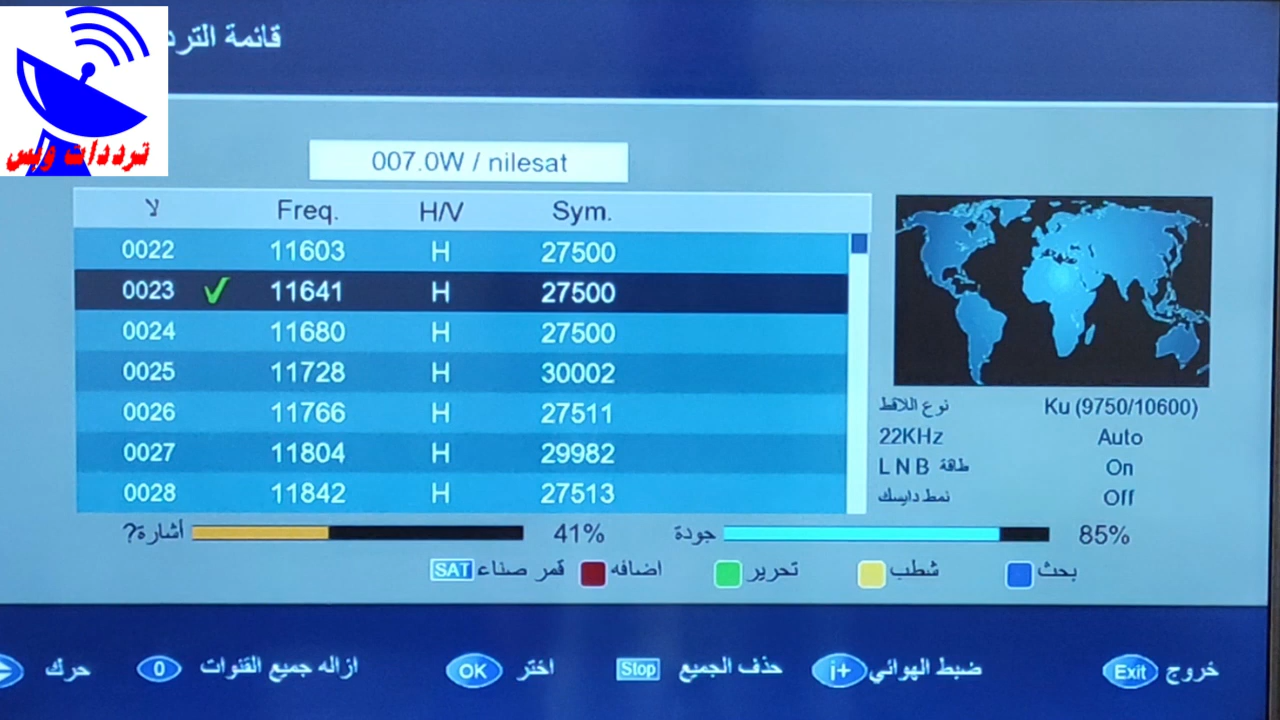 قائمة الترد
ترددات ويس
007.0W / nilesat
لا Freq. H/V Sym.
0022 11603 H 27500
0023 11641 H 27500
0024 11680 H 27500
0025 11728 H 30002
0026 11766 H 27511
0027 11804 H 29982
0028 11842 H 27513
نوع اللاقط Ku (9750/10600)
22KHz Auto
LNB طاقة On
نمط دايسك Off
أشارة? 41% جودة 85%
SAT قمر صناعء اضافه تحرير شطب بحث
حرك 0 ازاله جميع القنوات OK اختر Stop حذف الجميع i+ ضبط الهوائي Exit خروج